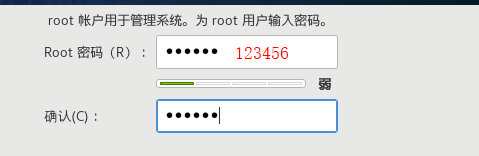 root 帐户用于管理系统。为 root 用户输入密码。
Root 密码（R）： •••••• 123456
弱
确认(C) ： ••••••